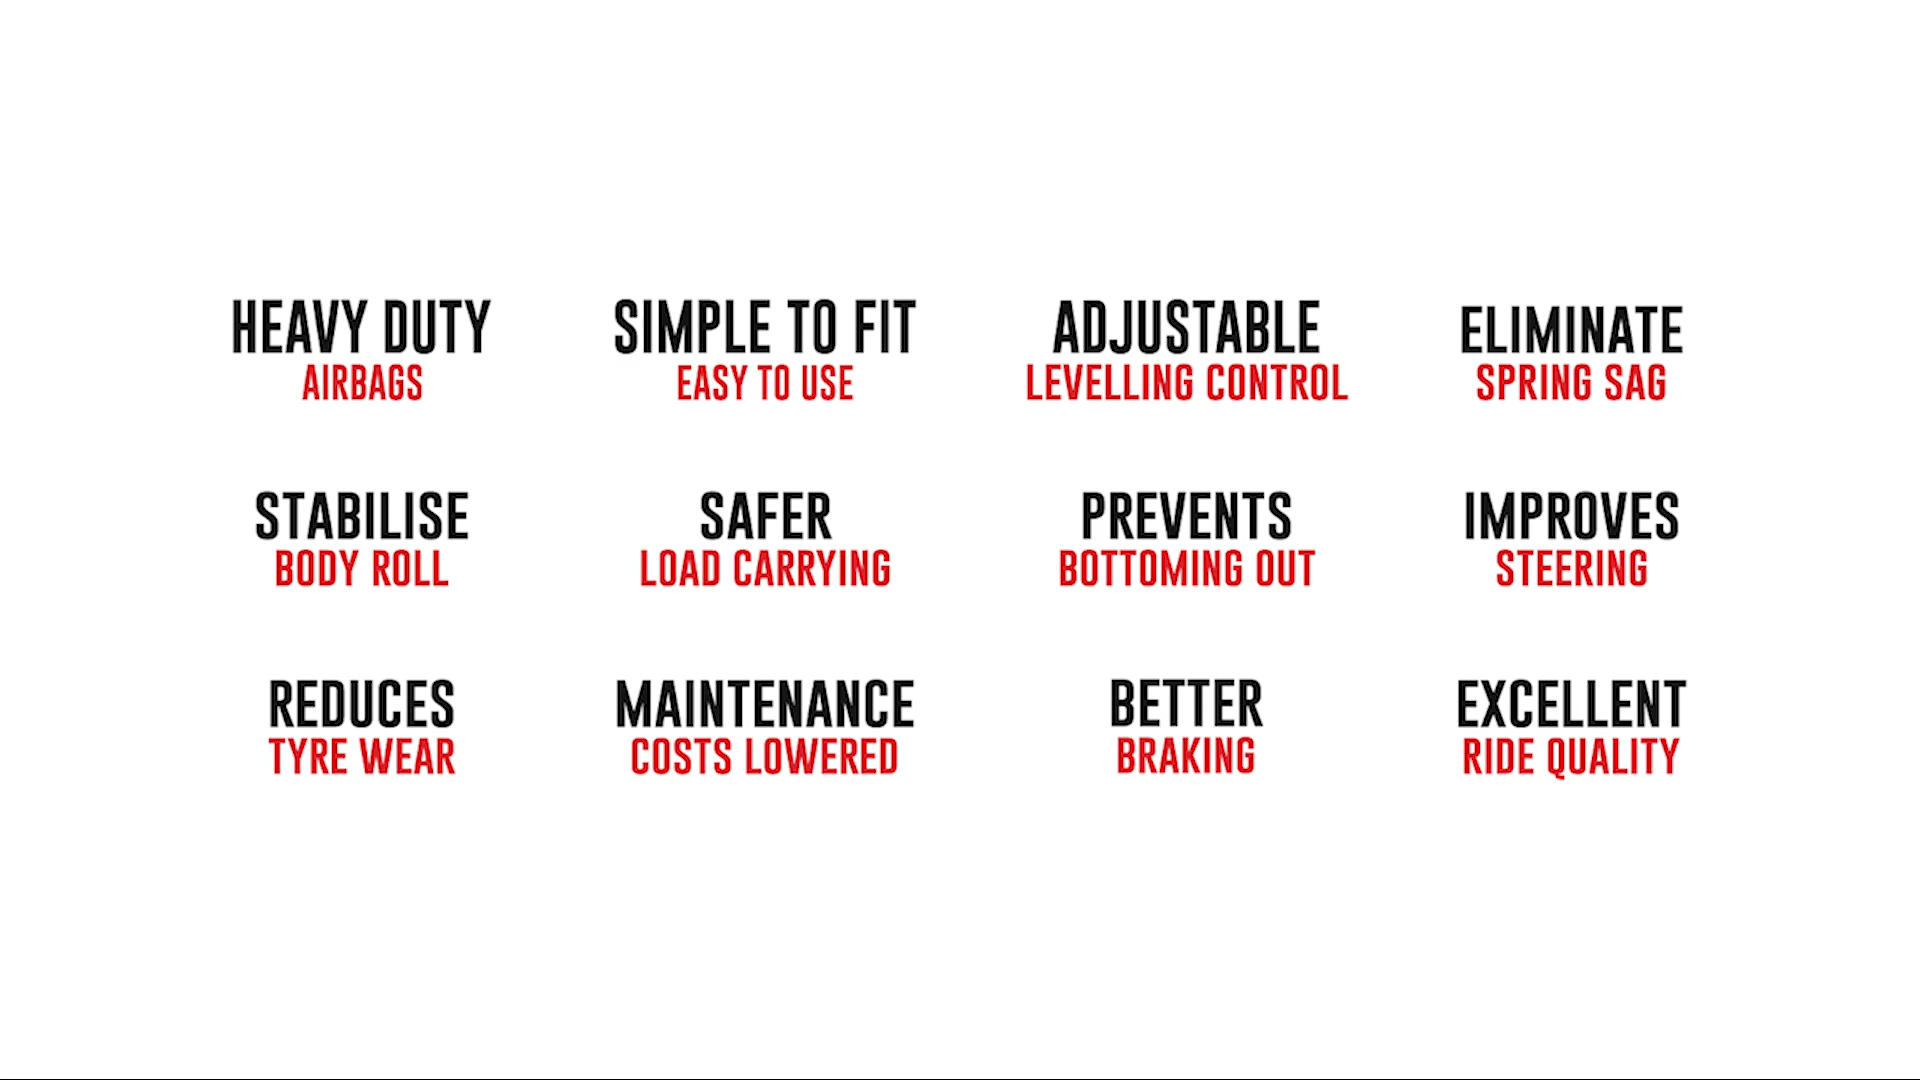 HEAVY DUTY
AIRBAGS
SIMPLE TO FIT
EASY TO USE
ADJUSTABLE
LEVELLING CONTROL
ELIMINATE
SPRING SAG
STABILISE
BODY ROLL
SAFER
LOAD CARRYING
PREVENTS
BOTTOMING OUT
IMPROVES
STEERING
REDUCES
TYRE WEAR
MAINTENANCE
COSTS LOWERED
BETTER
BRAKING
EXCELLENT
RIDE QUALITY